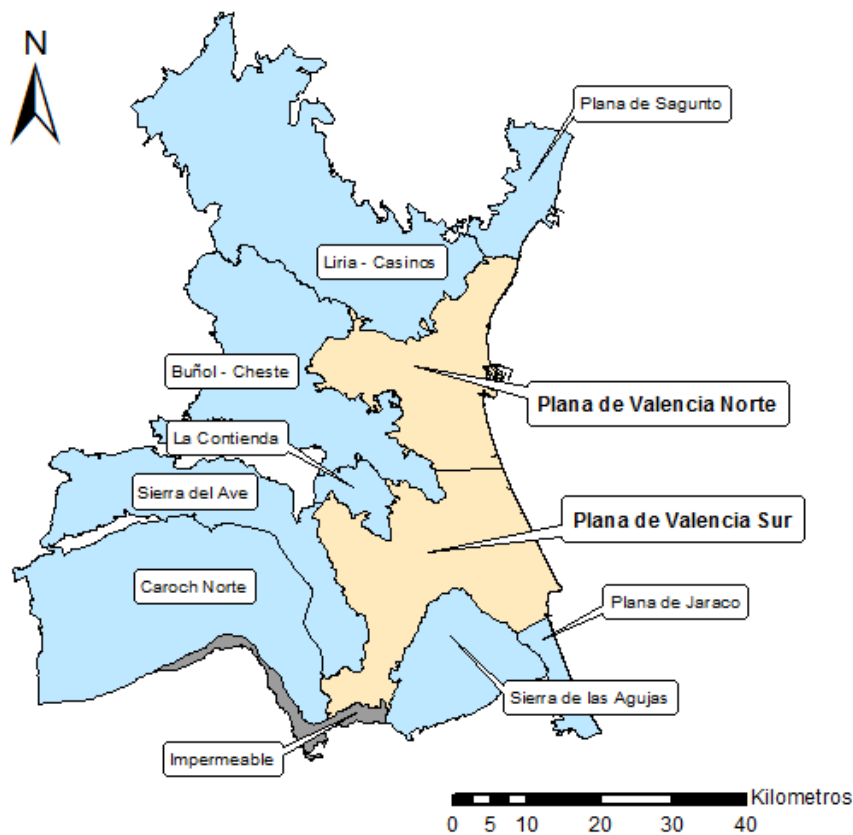 N
Plana de Sagunto
Liria - Casinos
Buñol - Cheste
Plana de Valencia Norte
La Contienda
Sierra del Ave
Plana de Valencia Sur
Caroch Norte
Plana de Jaraco
Sierra de las Agujas
Impermeable
Kilometros
0 5 10 20 30 40